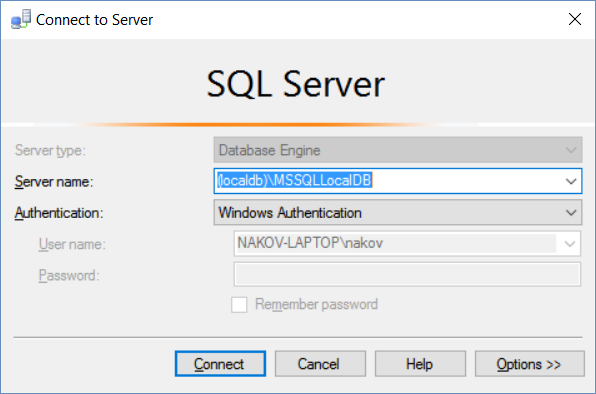 Connect to Server
SQL Server
Server type: Database Engine
Server name: (localdb)\MSSQLLocalDB
Authentication: Windows Authentication
User name: NAKOV-LAPTOP\nakov
Password:
Remember password
Connect Cancel Help Options >>